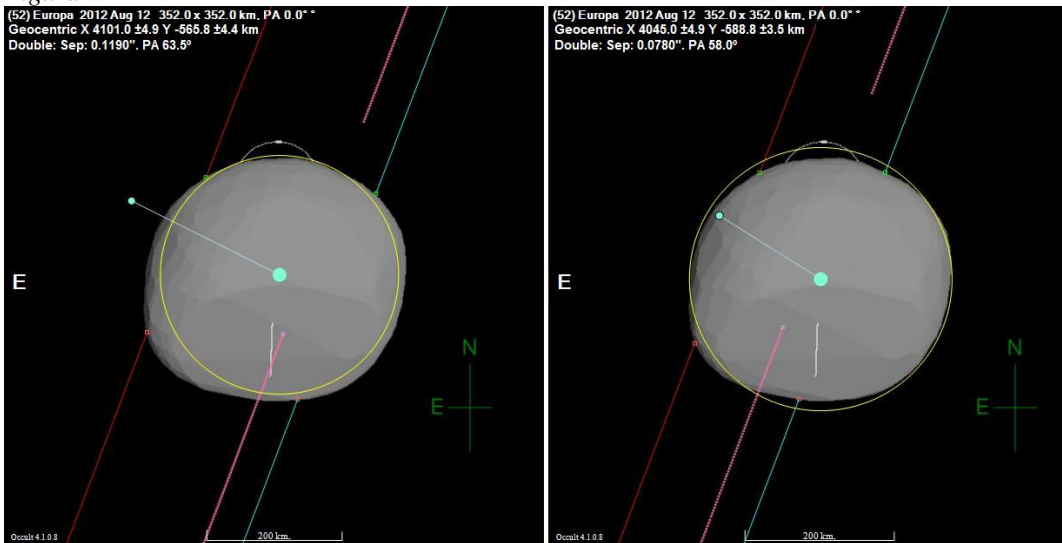 (52) Europa 2012 Aug 12 352.0 x 352.0 km, PA 0.0° °
Geocentric X 4101.0 ±4.9 Y -565.8 ±4.4 km
Double: Sep: 0.1190". PA 63.5º
E
N
E
Occult 4.1.0.8
200 km.
(52) Europa 2012 Aug 12 352.0 x 352.0 km, PA 0.0° °
Geocentric X 4045.0 ±4.9 Y -588.8 ±3.5 km
Double: Sep: 0.0780". PA 58.0º
E
N
E
Occult 4.1.0.8
200 km.